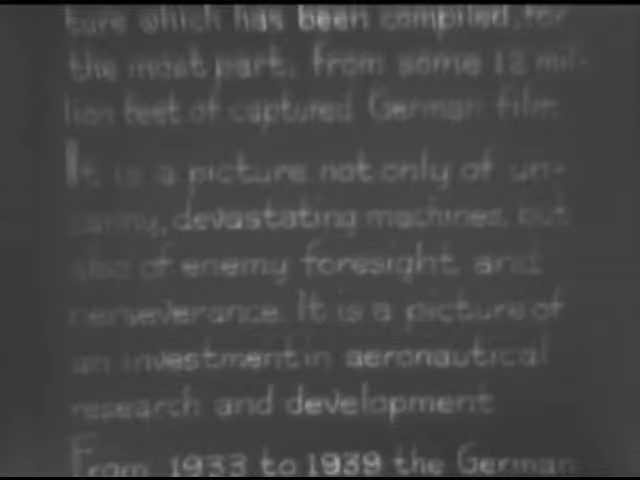 ture which has been compiled, for
the most part, from some 12 mil-
lion feet of captured German film.
It is a picture not only of un-
canny, devastating machines, but
also of enemy foresight and
perseverance. It is a picture of
an investment in aeronautical
research and development
From 1933 to 1939 the German